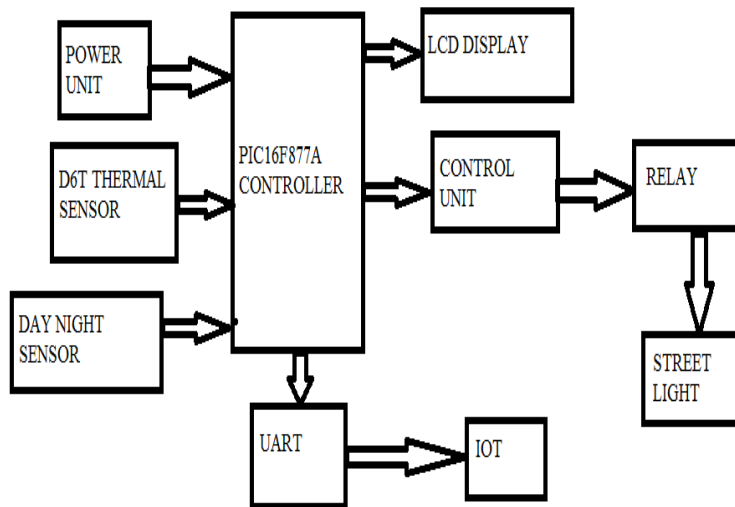 POWER
UNIT
D6T THERMAL
SENSOR
DAY NIGHT
SENSOR
PIC16F877A
CONTROLLER
LCD DISPLAY
CONTROL
UNIT
RELAY
STREET
LIGHT
UART
IOT